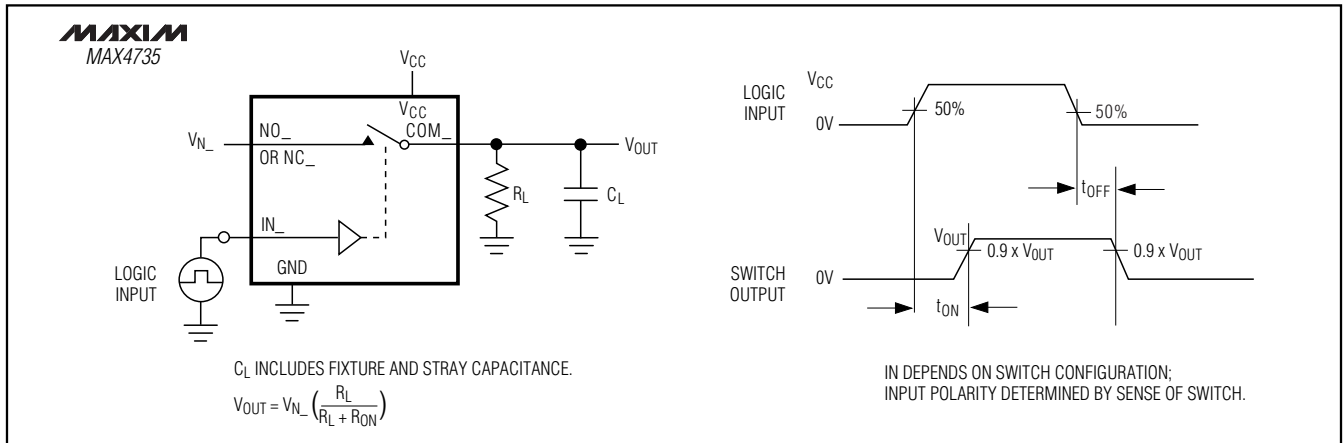 MAXIM
MAX4735
VCC
VCC
VN_
NO_
OR NC_
COM_
VOUT
RL
CL
IN_
LOGIC
INPUT
GND
CL INCLUDES FIXTURE AND STRAY CAPACITANCE.
VOUT = VN_ (RL / RL + RON)
LOGIC
INPUT
VCC
0V
50%
50%
tOFF
SWITCH
OUTPUT
VOUT
0V
0.9 x VOUT
0.9 x VOUT
tON
IN DEPENDS ON SWITCH CONFIGURATION;
INPUT POLARITY DETERMINED BY SENSE OF SWITCH.